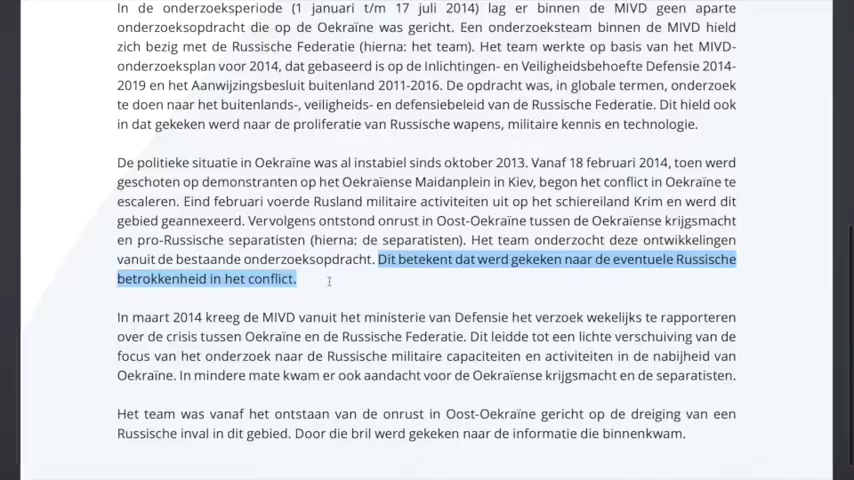 In de onderzoeksperiode (1 januari t/m 17 juli 2014) lag er binnen de MIVD geen aparte
onderzoeksopdracht die op de Oekraïne was gericht. Een onderzoeksteam binnen de MIVD hield
zich bezig met de Russische Federatie (hierna: het team). Het team werkte op basis van het MIVD-
onderzoeksplan voor 2014, dat gebaseerd is op de Inlichtingen- en Veiligheidsbehoefte Defensie 2014-
2019 en het Aanwijzingsbesluit buitenland 2011-2016. De opdracht was, in globale termen, onderzoek
te doen naar het buitenlands-, veiligheids- en defensiebeleid van de Russische Federatie. Dit hield ook
in dat gekeken werd naar de proliferatie van Russische wapens, militaire kennis en technologie.
De politieke situatie in Oekraïne was al instabiel sinds oktober 2013. Vanaf 18 februari 2014, toen werd
geschoten op demonstranten op het Oekraïense Maidanplein in Kiev, begon het conflict in Oekraïne te
escaleren. Eind februari voerde Rusland militaire activiteiten uit op het schiereiland Krim en werd dit
gebied geannexeerd. Vervolgens ontstond onrust in Oost-Oekraïne tussen de Oekraïense krijgsmacht
en pro-Russische separatisten (hierna: de separatisten). Het team onderzocht deze ontwikkelingen
vanuit de bestaande onderzoeksopdracht. Dit betekent dat werd gekeken naar de eventuele Russische
betrokkenheid in het conflict.
In maart 2014 kreeg de MIVD vanuit het ministerie van Defensie het verzoek wekelijks te rapporteren
over de crisis tussen Oekraïne en de Russische Federatie. Dit leidde tot een lichte verschuiving van de
focus van het onderzoek naar de Russische militaire capaciteiten en activiteiten in de nabijheid van
Oekraïne. In mindere mate kwam er ook aandacht voor de Oekraïense krijgsmacht en de separatisten.
Het team was vanaf het ontstaan van de onrust in Oost-Oekraïne gericht op de dreiging van een
Russische inval in dit gebied. Door die bril werd gekeken naar de informatie die binnenkwam.